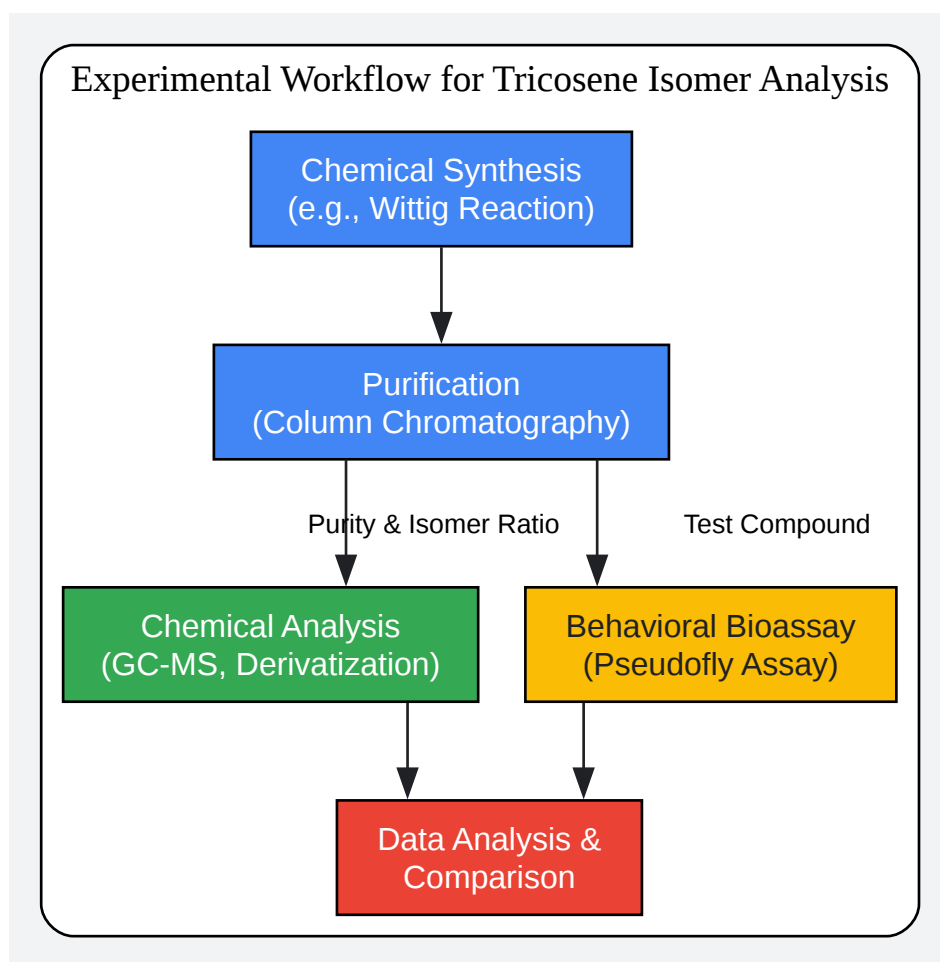 Experimental Workflow for Tricosene Isomer Analysis
Chemical Synthesis
(e.g., Wittig Reaction)
Purification
(Column Chromatography)
Purity & Isomer Ratio
Test Compound
Chemical Analysis
(GC-MS, Derivatization)
Behavioral Bioassay
(Pseudofly Assay)
Data Analysis &
Comparison